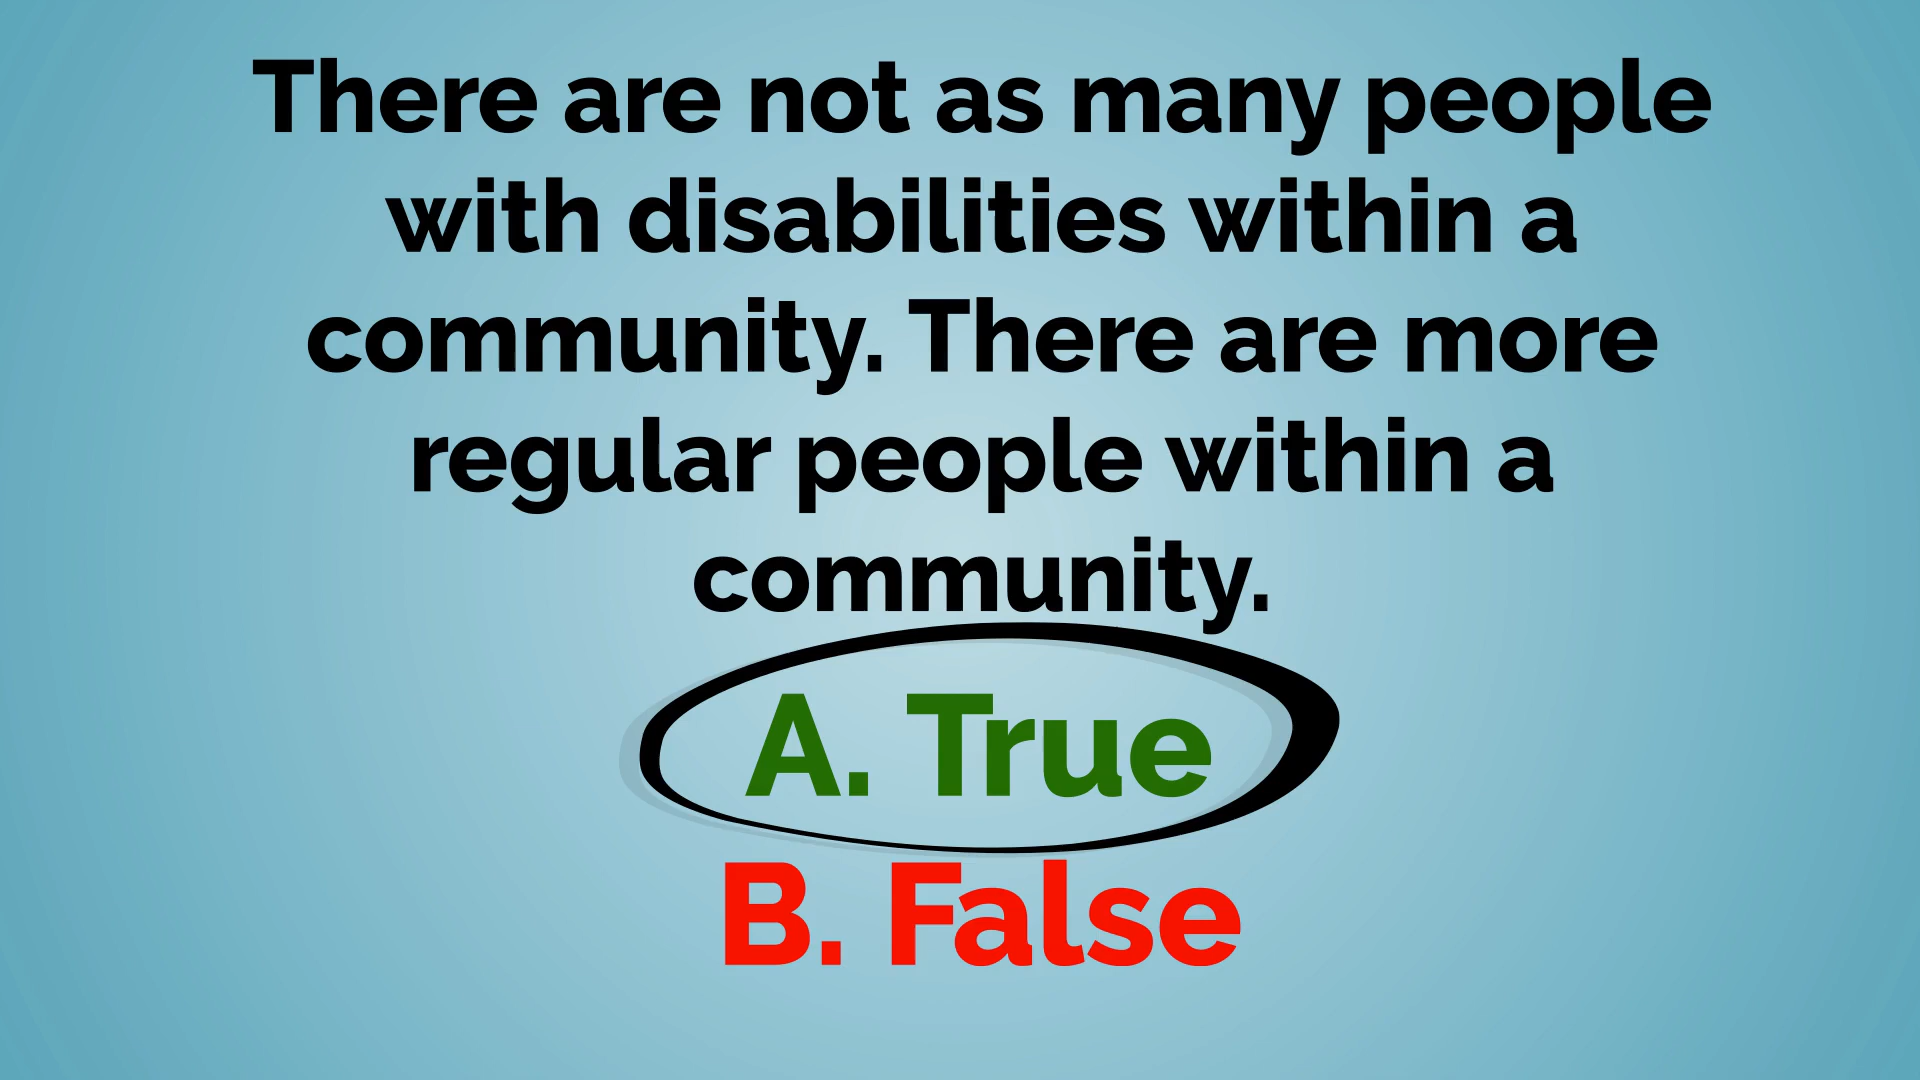 There are not as many people
with disabilities within a
community. There are more
regular people within a
community.
A. True
B. False